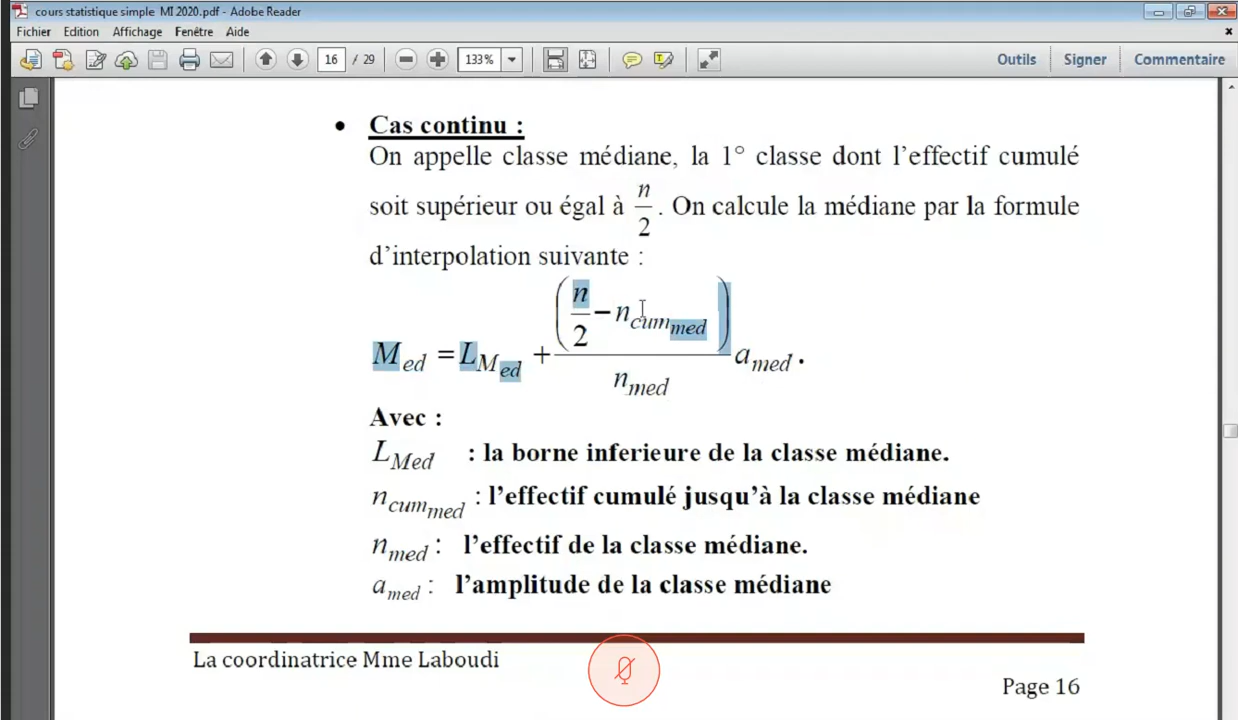 cours statistique simple MI 2020.pdf - Adobe Reader
Fichier Edition Affichage Fenêtre Aide
16 / 29 133% Outils Signer Commentaire
• Cas continu :
On appelle classe médiane, la 1° classe dont l'effectif cumulé
soit supérieur ou égal à n/2 . On calcule la médiane par la formule
d'interpolation suivante :
M_ed = L_M_ed + ((n/2 − n_cum_med) / n_med) a_med .
Avec :
L_Med : la borne inferieure de la classe médiane.
n_cum_med : l'effectif cumulé jusqu'à la classe médiane
n_med : l'effectif de la classe médiane.
a_med : l'amplitude de la classe médiane
La coordinatrice Mme Laboudi
Page 16